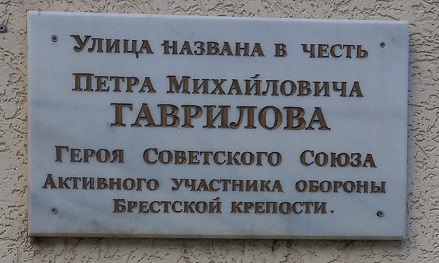 Улица названа в честь
Петра Михайловича
ГАВРИЛОВА
Героя Советского Союза
Активного участника обороны
Брестской крепости.